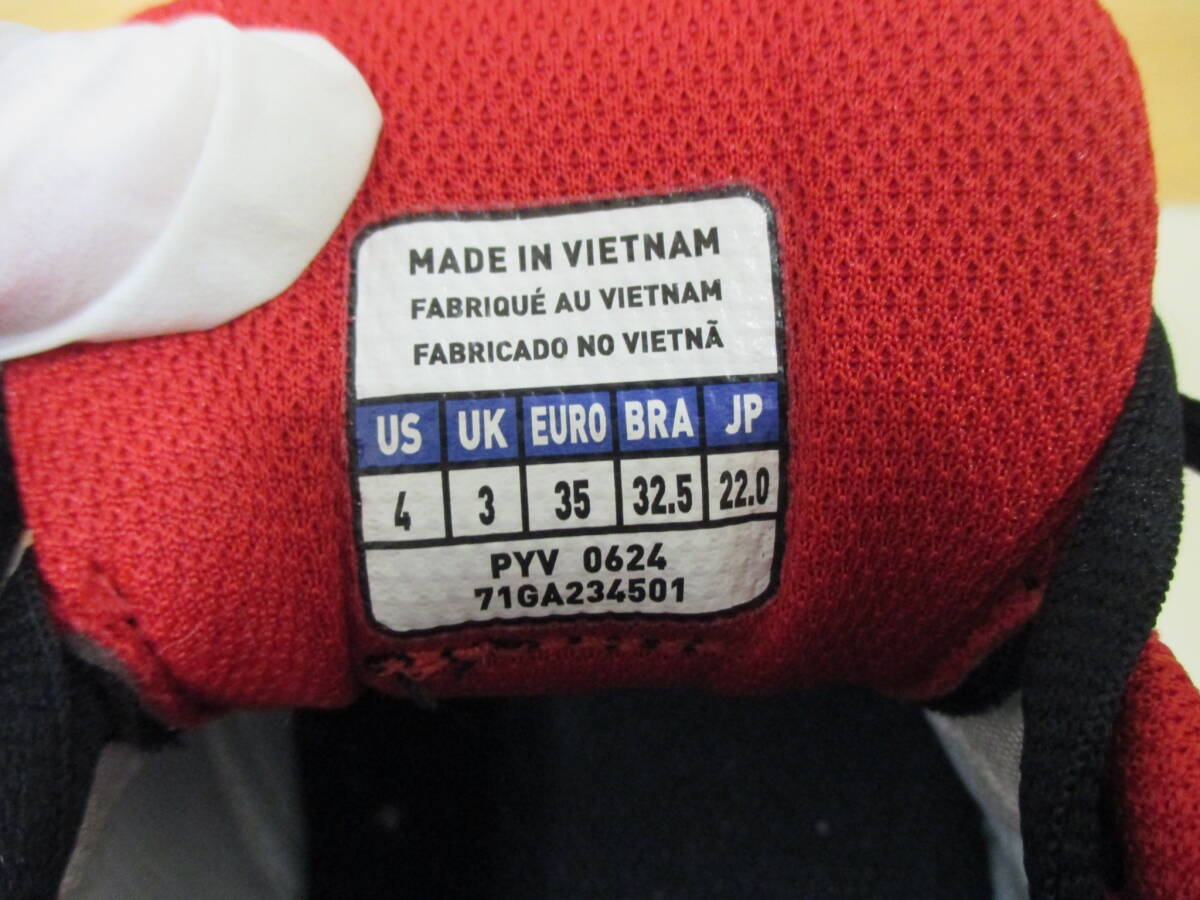 MADE IN VIETNAM
FABRIQUÉ AU VIETNAM
FABRICADO NO VIETNÃ
US UK EURO BRA JP
4 3 35 32.5 22.0
PYV 0624
71GA234501